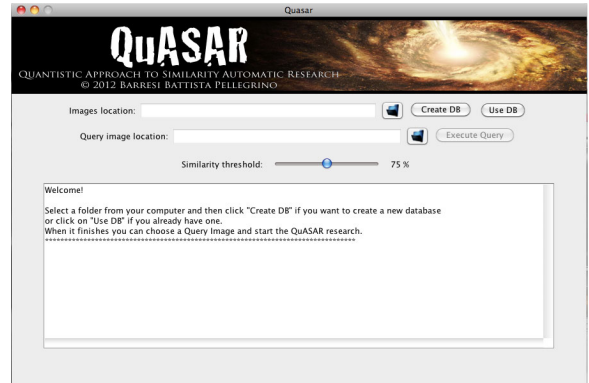 Quasar
QuASAR
Quantistic Approach to Similarity Automatic Research
© 2012 Barresi Battista Pellegrino
Images location:
Create DB
Use DB
Query image location:
Execute Query
Similarity threshold:
75 %
Welcome!
Select a folder from your computer and then click "Create DB" if you want to create a new database
or click on "Use DB" if you already have one.
When it finishes you can choose a Query Image and start the QuASAR research.
********************************************************************************